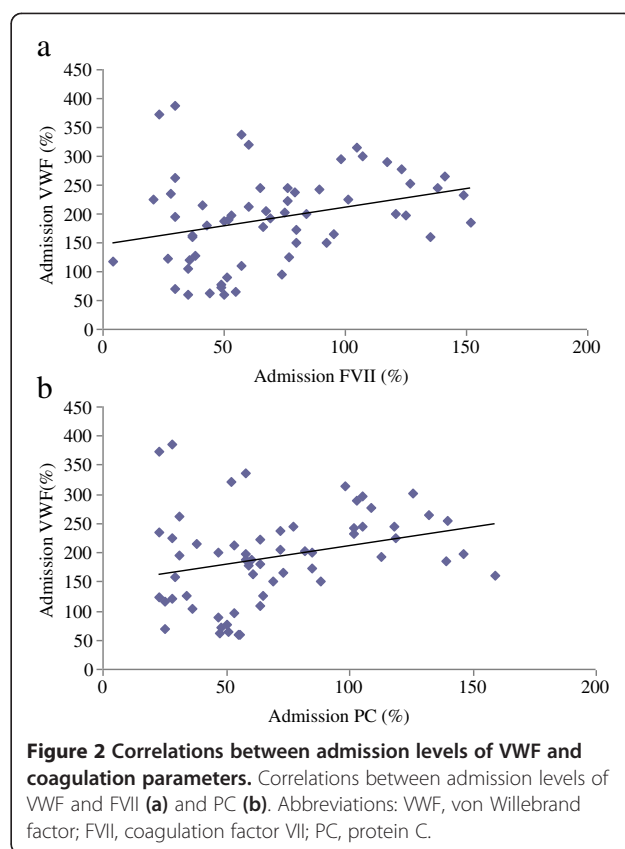 a
450
400
350
300
250
200
150
100
50
0
Admission VWF (%)
0 50 100 150 200
Admission FVII (%)
b
450
400
350
300
250
200
150
100
50
0
Admission VWF(%)
0 50 100 150 200
Admission PC (%)
Figure 2 Correlations between admission levels of VWF and
coagulation parameters. Correlations between admission levels of
VWF and FVII (a) and PC (b). Abbreviations: VWF, von Willebrand
factor; FVII, coagulation factor VII; PC, protein C.